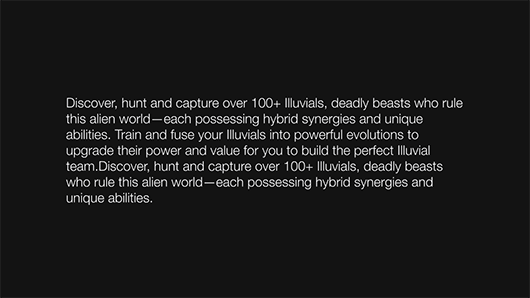 Discover, hunt and capture over 100+ Illuvials, deadly beasts who rule
this alien world—each possessing hybrid synergies and unique
abilities. Train and fuse your Illuvials into powerful evolutions to
upgrade their power and value for you to build the perfect Illuvial
team.Discover, hunt and capture over 100+ Illuvials, deadly beasts
who rule this alien world—each possessing hybrid synergies and
unique abilities.